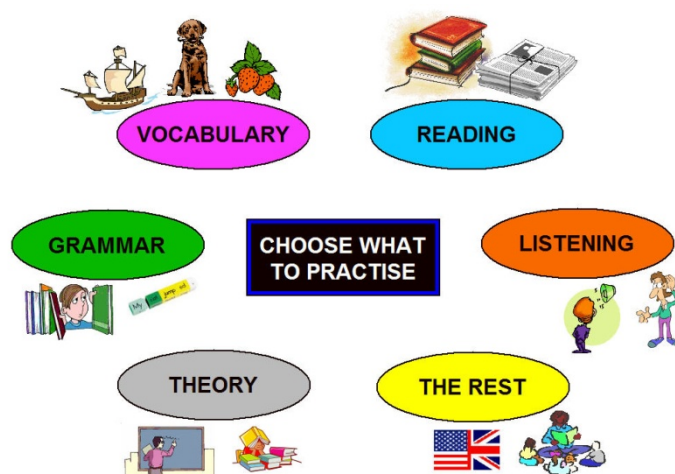 VOCABULARY
READING
GRAMMAR
CHOOSE WHAT
TO PRACTISE
LISTENING
THEORY
THE REST